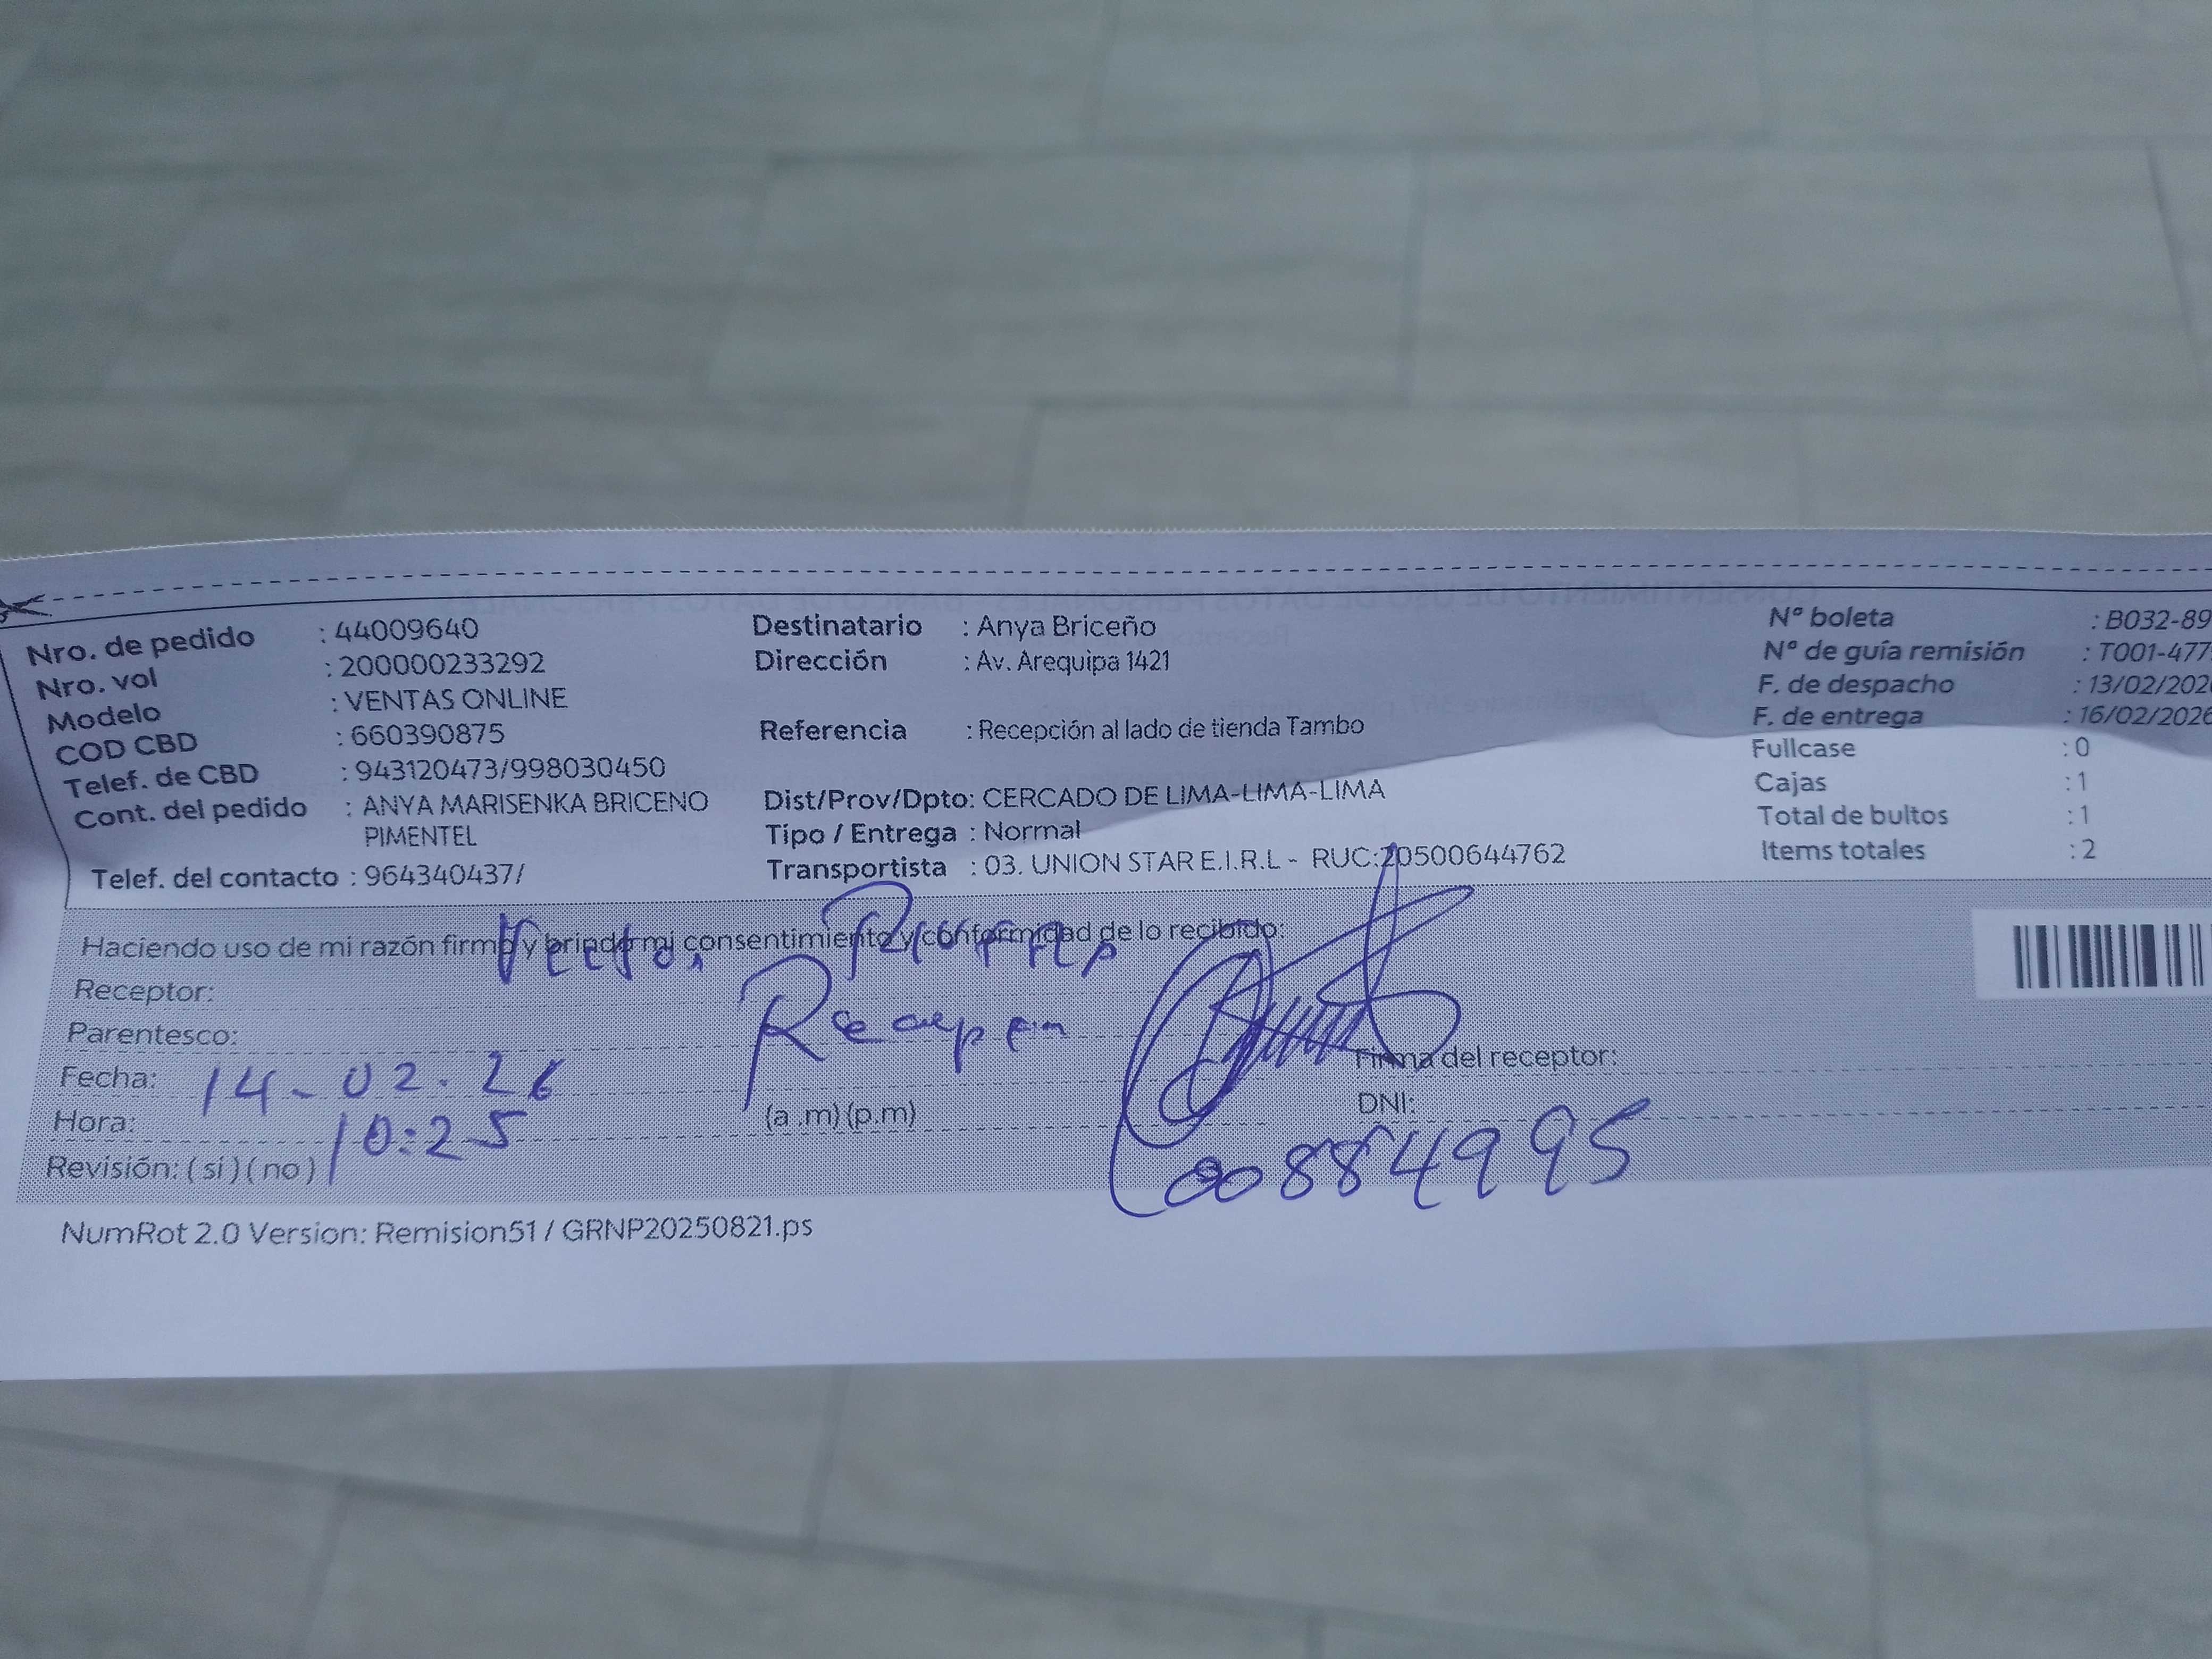 Nro. de pedido : 44009640
Nro. vol : 200000233292
Modelo : VENTAS ONLINE
COD CBD : 660390875
Telef. de CBD : 943120473/998030450
Cont. del pedido : ANYA MARISENKA BRICENO
PIMENTEL
Telef. del contacto : 964340437/
Destinatario : Anya Briceño
Dirección : Av. Arequipa 1421
Referencia : Recepción al lado de tienda Tambo
Dist/Prov/Dpto: CERCADO DE LIMA-LIMA-LIMA
Tipo / Entrega : Normal
Transportista : 03. UNION STAR E.I.R.L - RUC:20500644762
N° boleta : B032-89
N° de guía remisión : T001-477
F. de despacho : 13/02/202
F. de entrega : 16/02/2026
Fullcase : 0
Cajas : 1
Total de bultos : 1
Items totales : 2
Haciendo uso de mi razón firmo y brindo mi consentimiento y conformidad de lo recibido:
Receptor:
Parentesco:
Fecha: 14-02-26
Hora: 10:25 (a.m) (p.m)
Revisión: ( si ) ( no )
Firma del receptor:
DNI: 00884995
NumRot 2.0 Version: Remision51 / GRNP20250821.ps